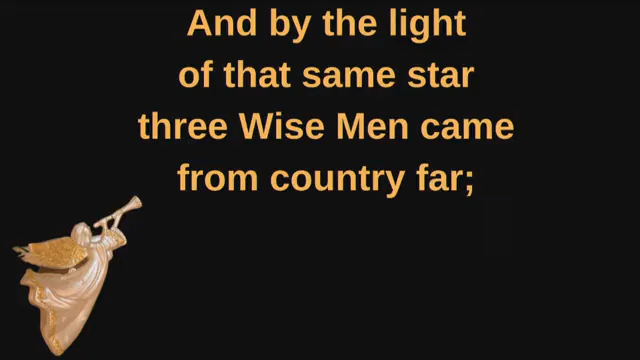 And by the light
of that same star
three Wise Men came
from country far;